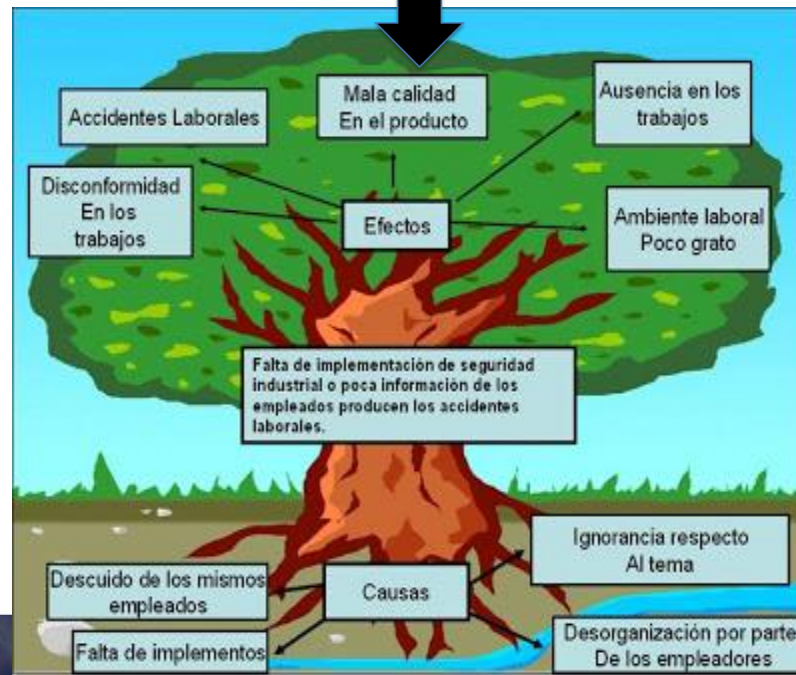 Accidentes Laborales
Mala calidad
En el producto
Ausencia en los
trabajos
Disconformidad
En los
trabajos
Efectos
Ambiente laboral
Poco grato
Falta de implementación de seguridad
industrial o poca información de los
empleados producen los accidentes
laborales.
Ignorancia respecto
Al tema
Descuido de los mismos
empleados
Causas
Falta de implementos
Desorganización por parte
De los empleadores